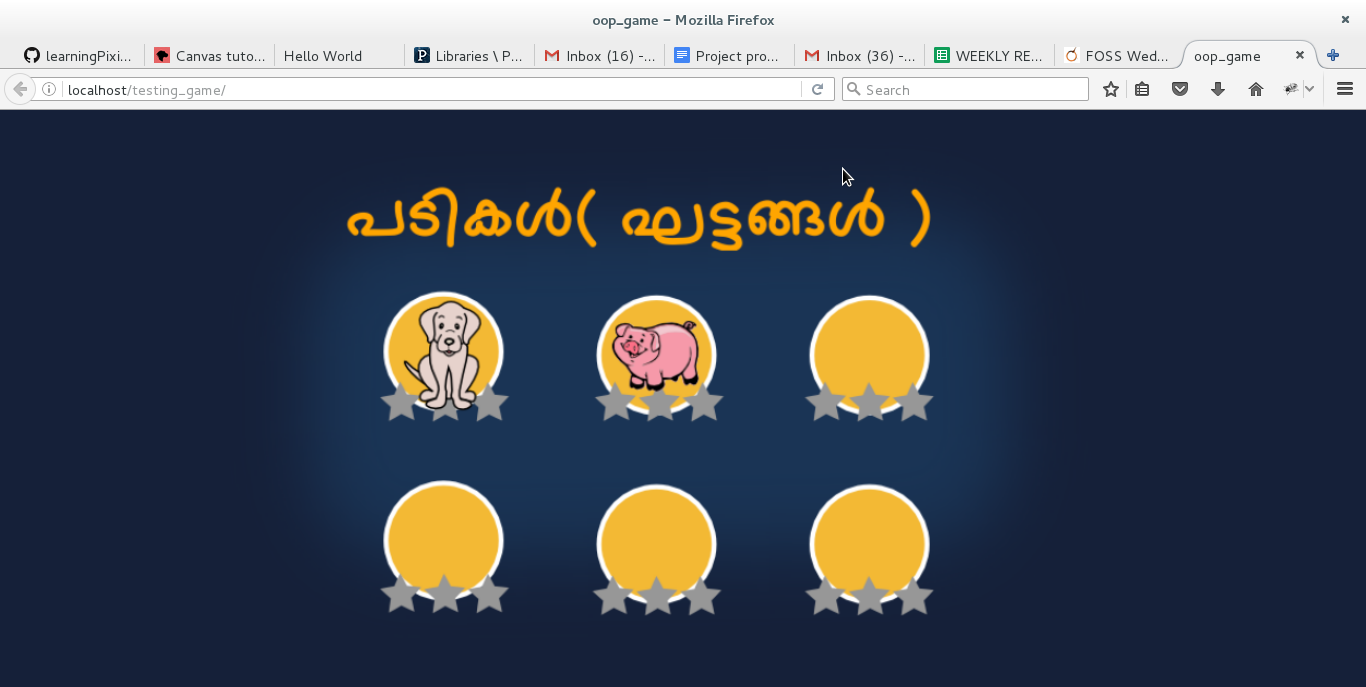 oop_game – Mozilla Firefox
learningPixi...
Canvas tuto...
Hello World
Libraries \ P...
Inbox (16) -...
Project pro...
Inbox (36) -...
WEEKLY RE...
FOSS Wed...
oop_game
localhost/testing_game/
Search
പടികൾ( ഘട്ടങ്ങൾ )